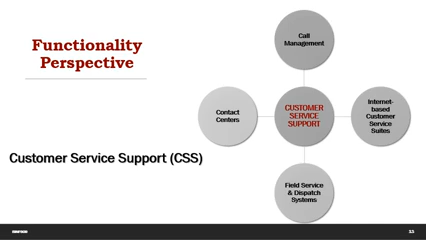 Functionality
Perspective
Call
Management
Contact
Centers
CUSTOMER
SERVICE
SUPPORT
Internet-
based
Customer
Service
Suites
Customer Service Support (CSS)
Field Service
& Dispatch
Systems